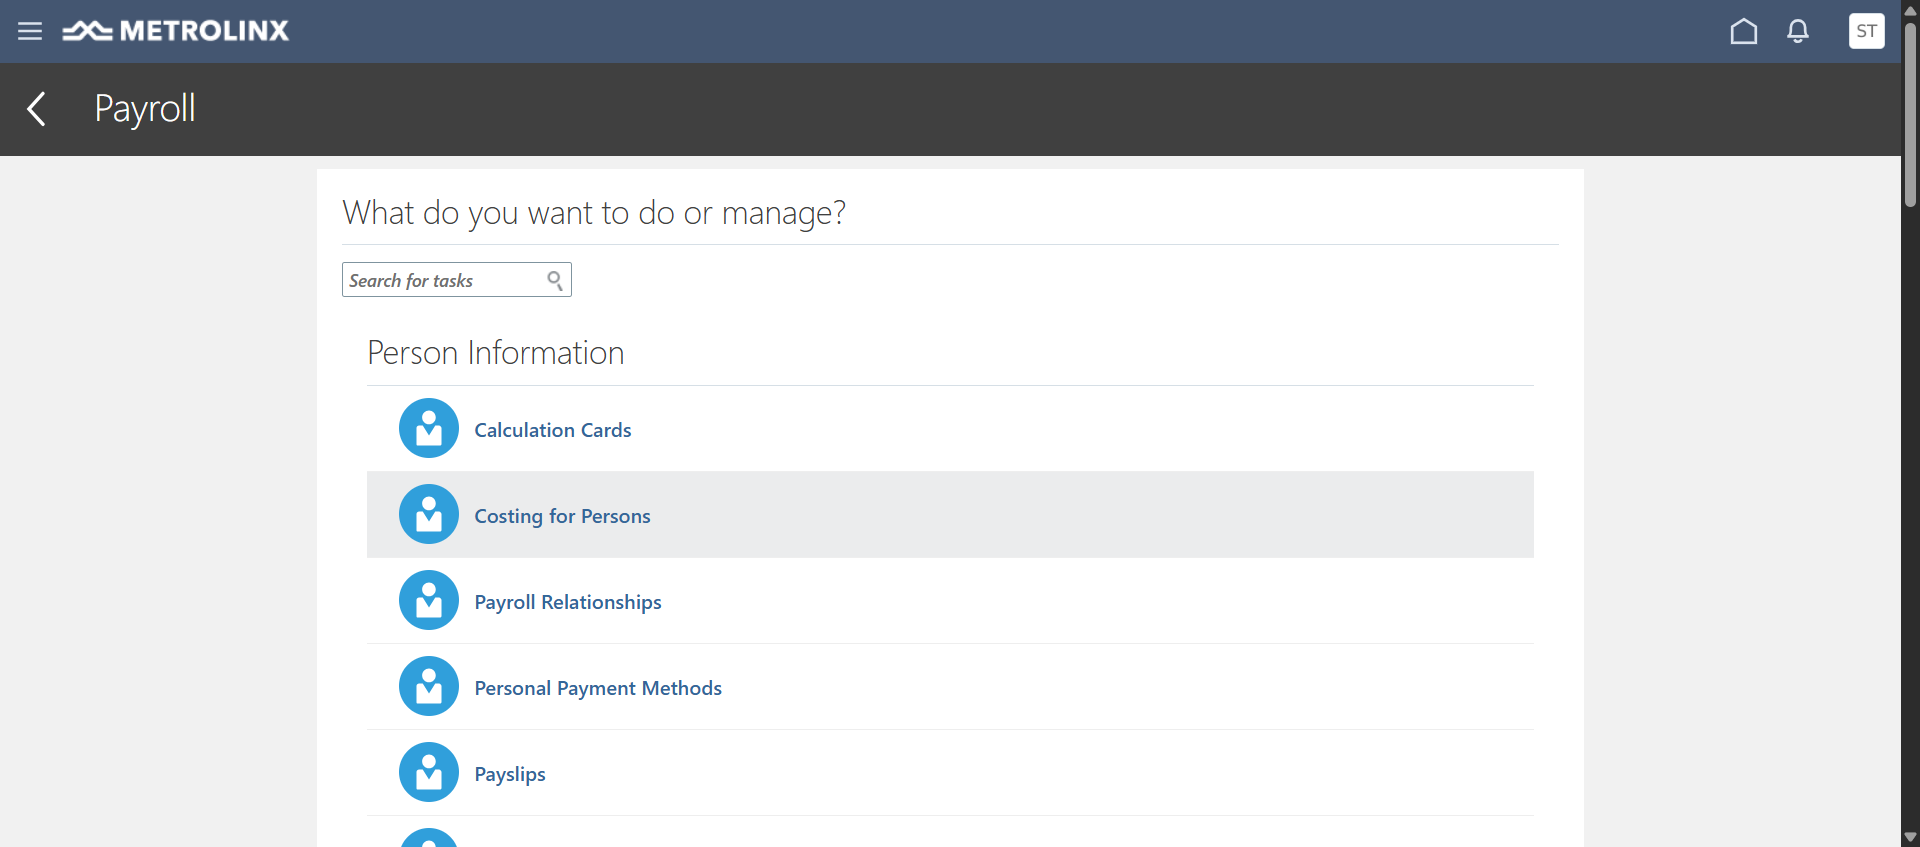 METROLINX
ST
Payroll
What do you want to do or manage?
Search for tasks
Person Information
Calculation Cards
Costing for Persons
Payroll Relationships
Personal Payment Methods
Payslips